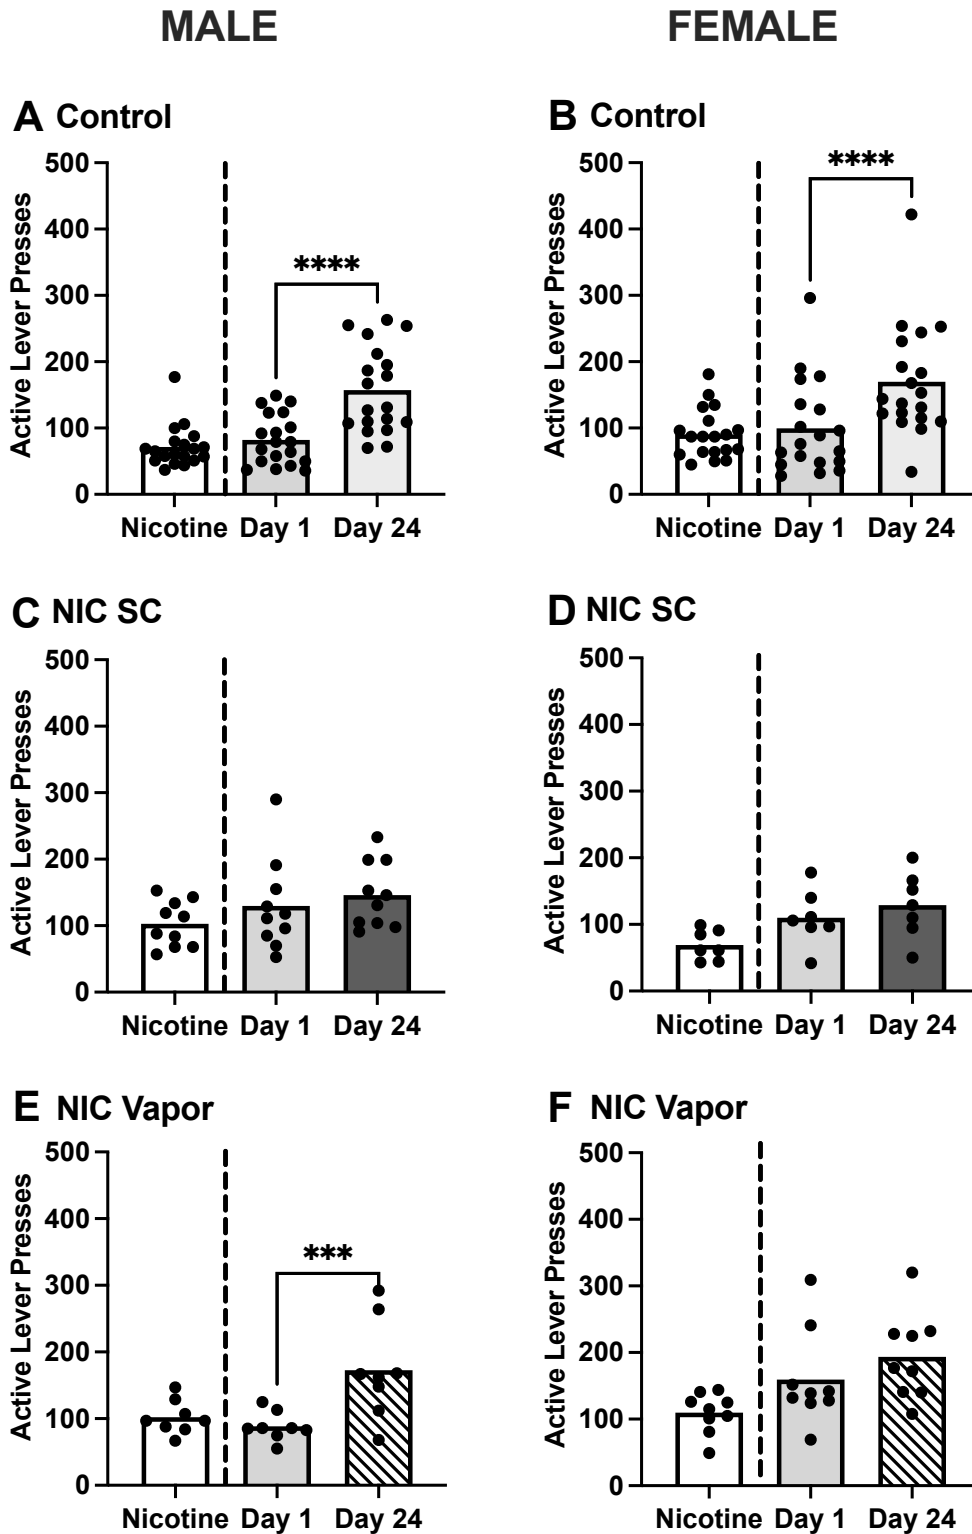 MALE
FEMALE
A Control
Active Lever Presses
500
400
300
200
100
0
****
Nicotine Day 1 Day 24
B Control
Active Lever Presses
500
400
300
200
100
0
****
Nicotine Day 1 Day 24
C NIC SC
Active Lever Presses
500
400
300
200
100
0
Nicotine Day 1 Day 24
D NIC SC
Active Lever Presses
500
400
300
200
100
0
Nicotine Day 1 Day 24
E NIC Vapor
Active Lever Presses
500
400
300
200
100
0
***
Nicotine Day 1 Day 24
F NIC Vapor
Active Lever Presses
500
400
300
200
100
0
Nicotine Day 1 Day 24